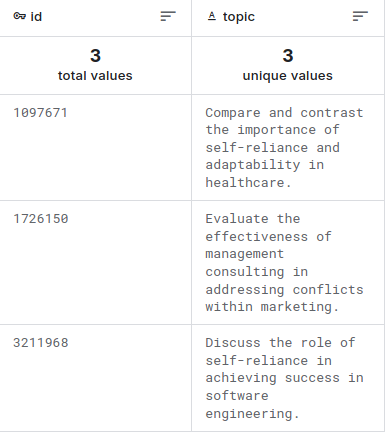 id topic
3 3
total values unique values
1097671 Compare and contrast
the importance of
self-reliance and
adaptability in
healthcare.
1726150 Evaluate the
effectiveness of
management
consulting in
addressing conflicts
within marketing.
3211968 Discuss the role of
self-reliance in
achieving success in
software
engineering.